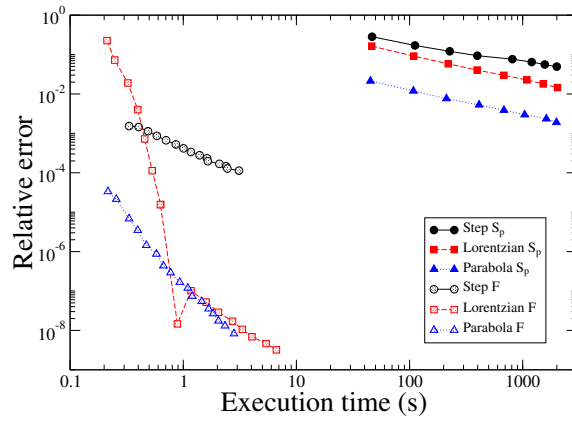 10^0
10^-2
10^-4
10^-6
10^-8
Relative error
Step S_p
Lorentzian S_p
Parabola S_p
Step F
Lorentzian F
Parabola F
0.1 1 10 100 1000
Execution time (s)